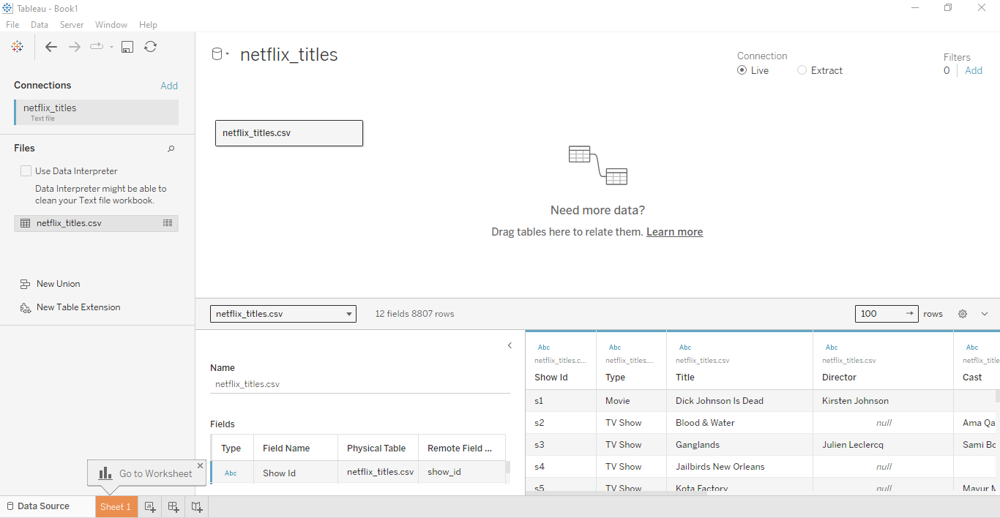 Tableau - Book1
File Data Server Window Help
Connections Add
netflix_titles
Text file
Files
Use Data Interpreter
Data Interpreter might be able to
clean your Text file workbook.
netflix_titles.csv
New Union
New Table Extension
netflix_titles
Connection
Live Extract
Filters
0 Add
netflix_titles.csv
Need more data?
Drag tables here to relate them. Learn more
netflix_titles.csv 12 fields 8807 rows 100 rows
Name
netflix_titles.csv
Fields
Type Field Name Physical Table Remote Field ...
Abc Show Id netflix_titles.csv show_id
Abc Abc Abc Abc Abc
netflix_titles.c... netflix_titles.... netflix_titles.csv netflix_titles.csv netflix_title
Show Id Type Title Director Cast
s1 Movie Dick Johnson Is Dead Kirsten Johnson
s2 TV Show Blood & Water null Ama Qa
s3 TV Show Ganglands Julien Leclercq Sami Bo
s4 TV Show Jailbirds New Orleans null
s5 TV Show Kota Factory null Mayur M
Go to Worksheet
Data Source Sheet 1